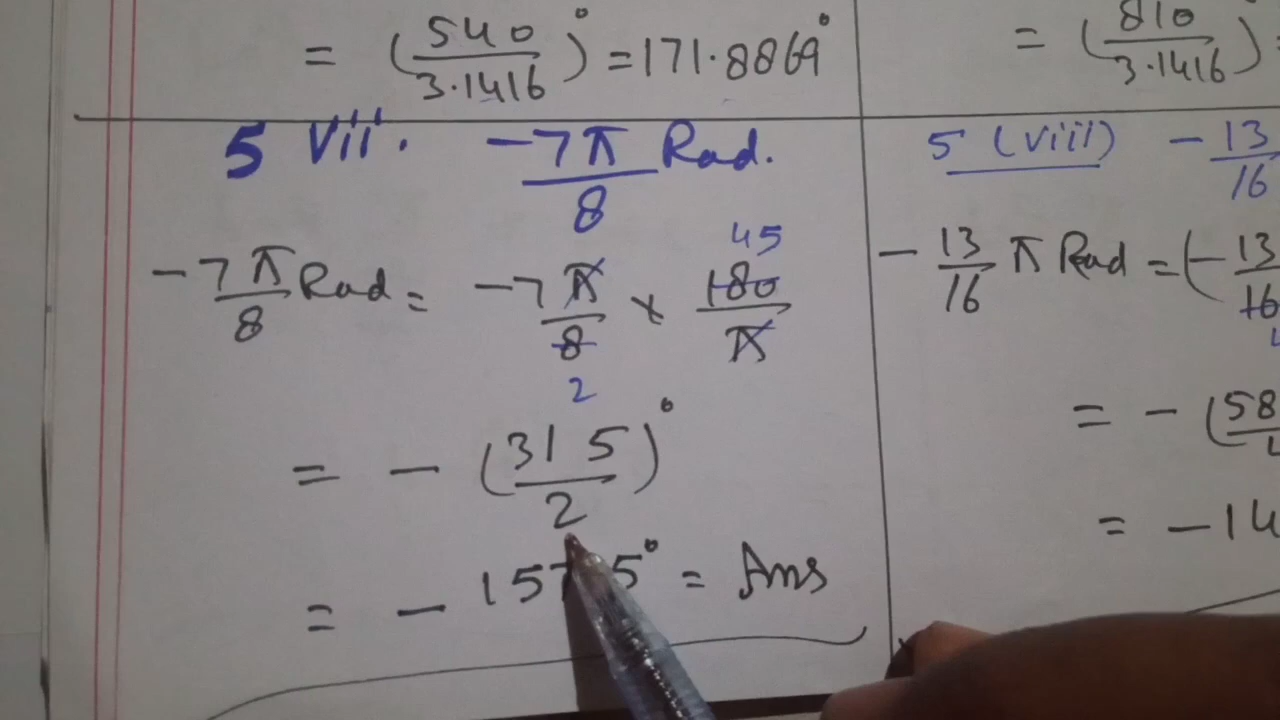 = (540/3.1416)° = 171.8869°
= (810/3.1416)
5 Vii. -7π/8 Rad.
-7π/8 Rad = -7π/8 × 180/π
45
2
= - (315/2)°
= - 157.5° = Ans
5 (viii) - 13/16
- 13/16 π Rad = (- 13/16
= - (58
= - 14